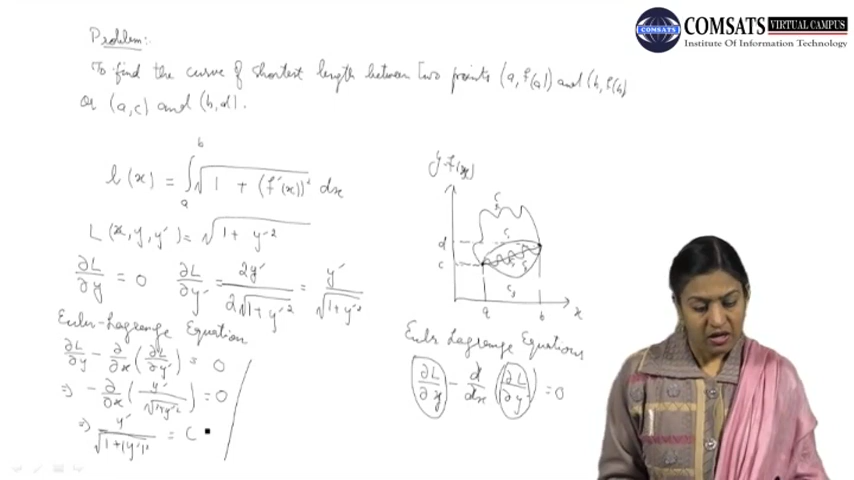 COMSATS
COMSATS VIRTUAL CAMPUS
Institute Of Information Technology
Problem:-
To find the curve of shortest length between two points (a, f(a)) and (b, f(b)
or (a,c) and (b,d).
l(x) = ∫_a^b √(1 + (f'(x))²) dx
L(x, y, y') = √(1 + y'²)
∂L/∂y = 0   ∂L/∂y' = 2y'/(2√(1+y'²)) = y'/√(1+y'²)
Euler-Lagrange Equation
∂L/∂y − ∂/∂x (∂L/∂y') = 0
⇒ −∂/∂x (y'/√(1+y'²)) = 0
⇒ y'/√(1+(y')²) = C
y=f(x)
d
c
a
b
x
Euler Lagrange Equations
∂L/∂y − d/dx (∂L/∂y') = 0